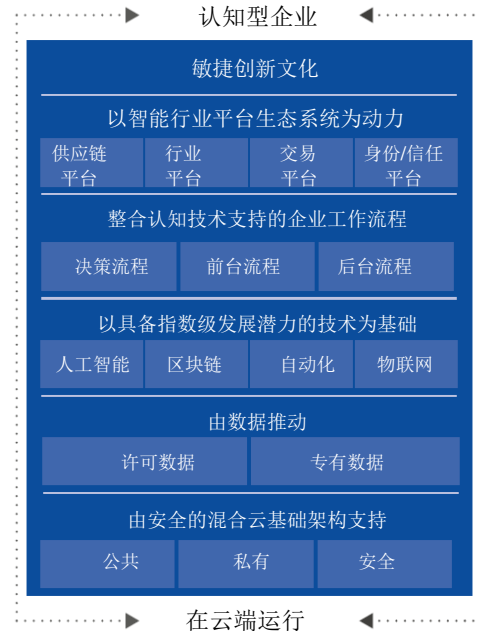 认知型企业
敏捷创新文化
以智能行业平台生态系统为动力
供应链
平台
行业
平台
交易
平台
身份/信任
平台
整合认知技术支持的企业工作流程
决策流程
前台流程
后台流程
以具备指数级发展潜力的技术为基础
人工智能
区块链
自动化
物联网
由数据推动
许可数据
专有数据
由安全的混合云基础架构支持
公共
私有
安全
在云端运行